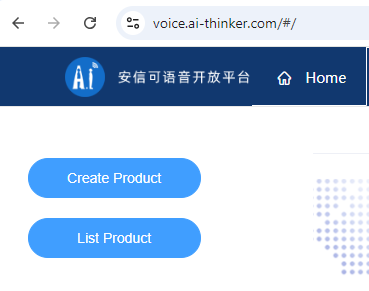 voice.ai-thinker.com/#/
Ai
安信可语音开放平台
Home
Create Product
List Product